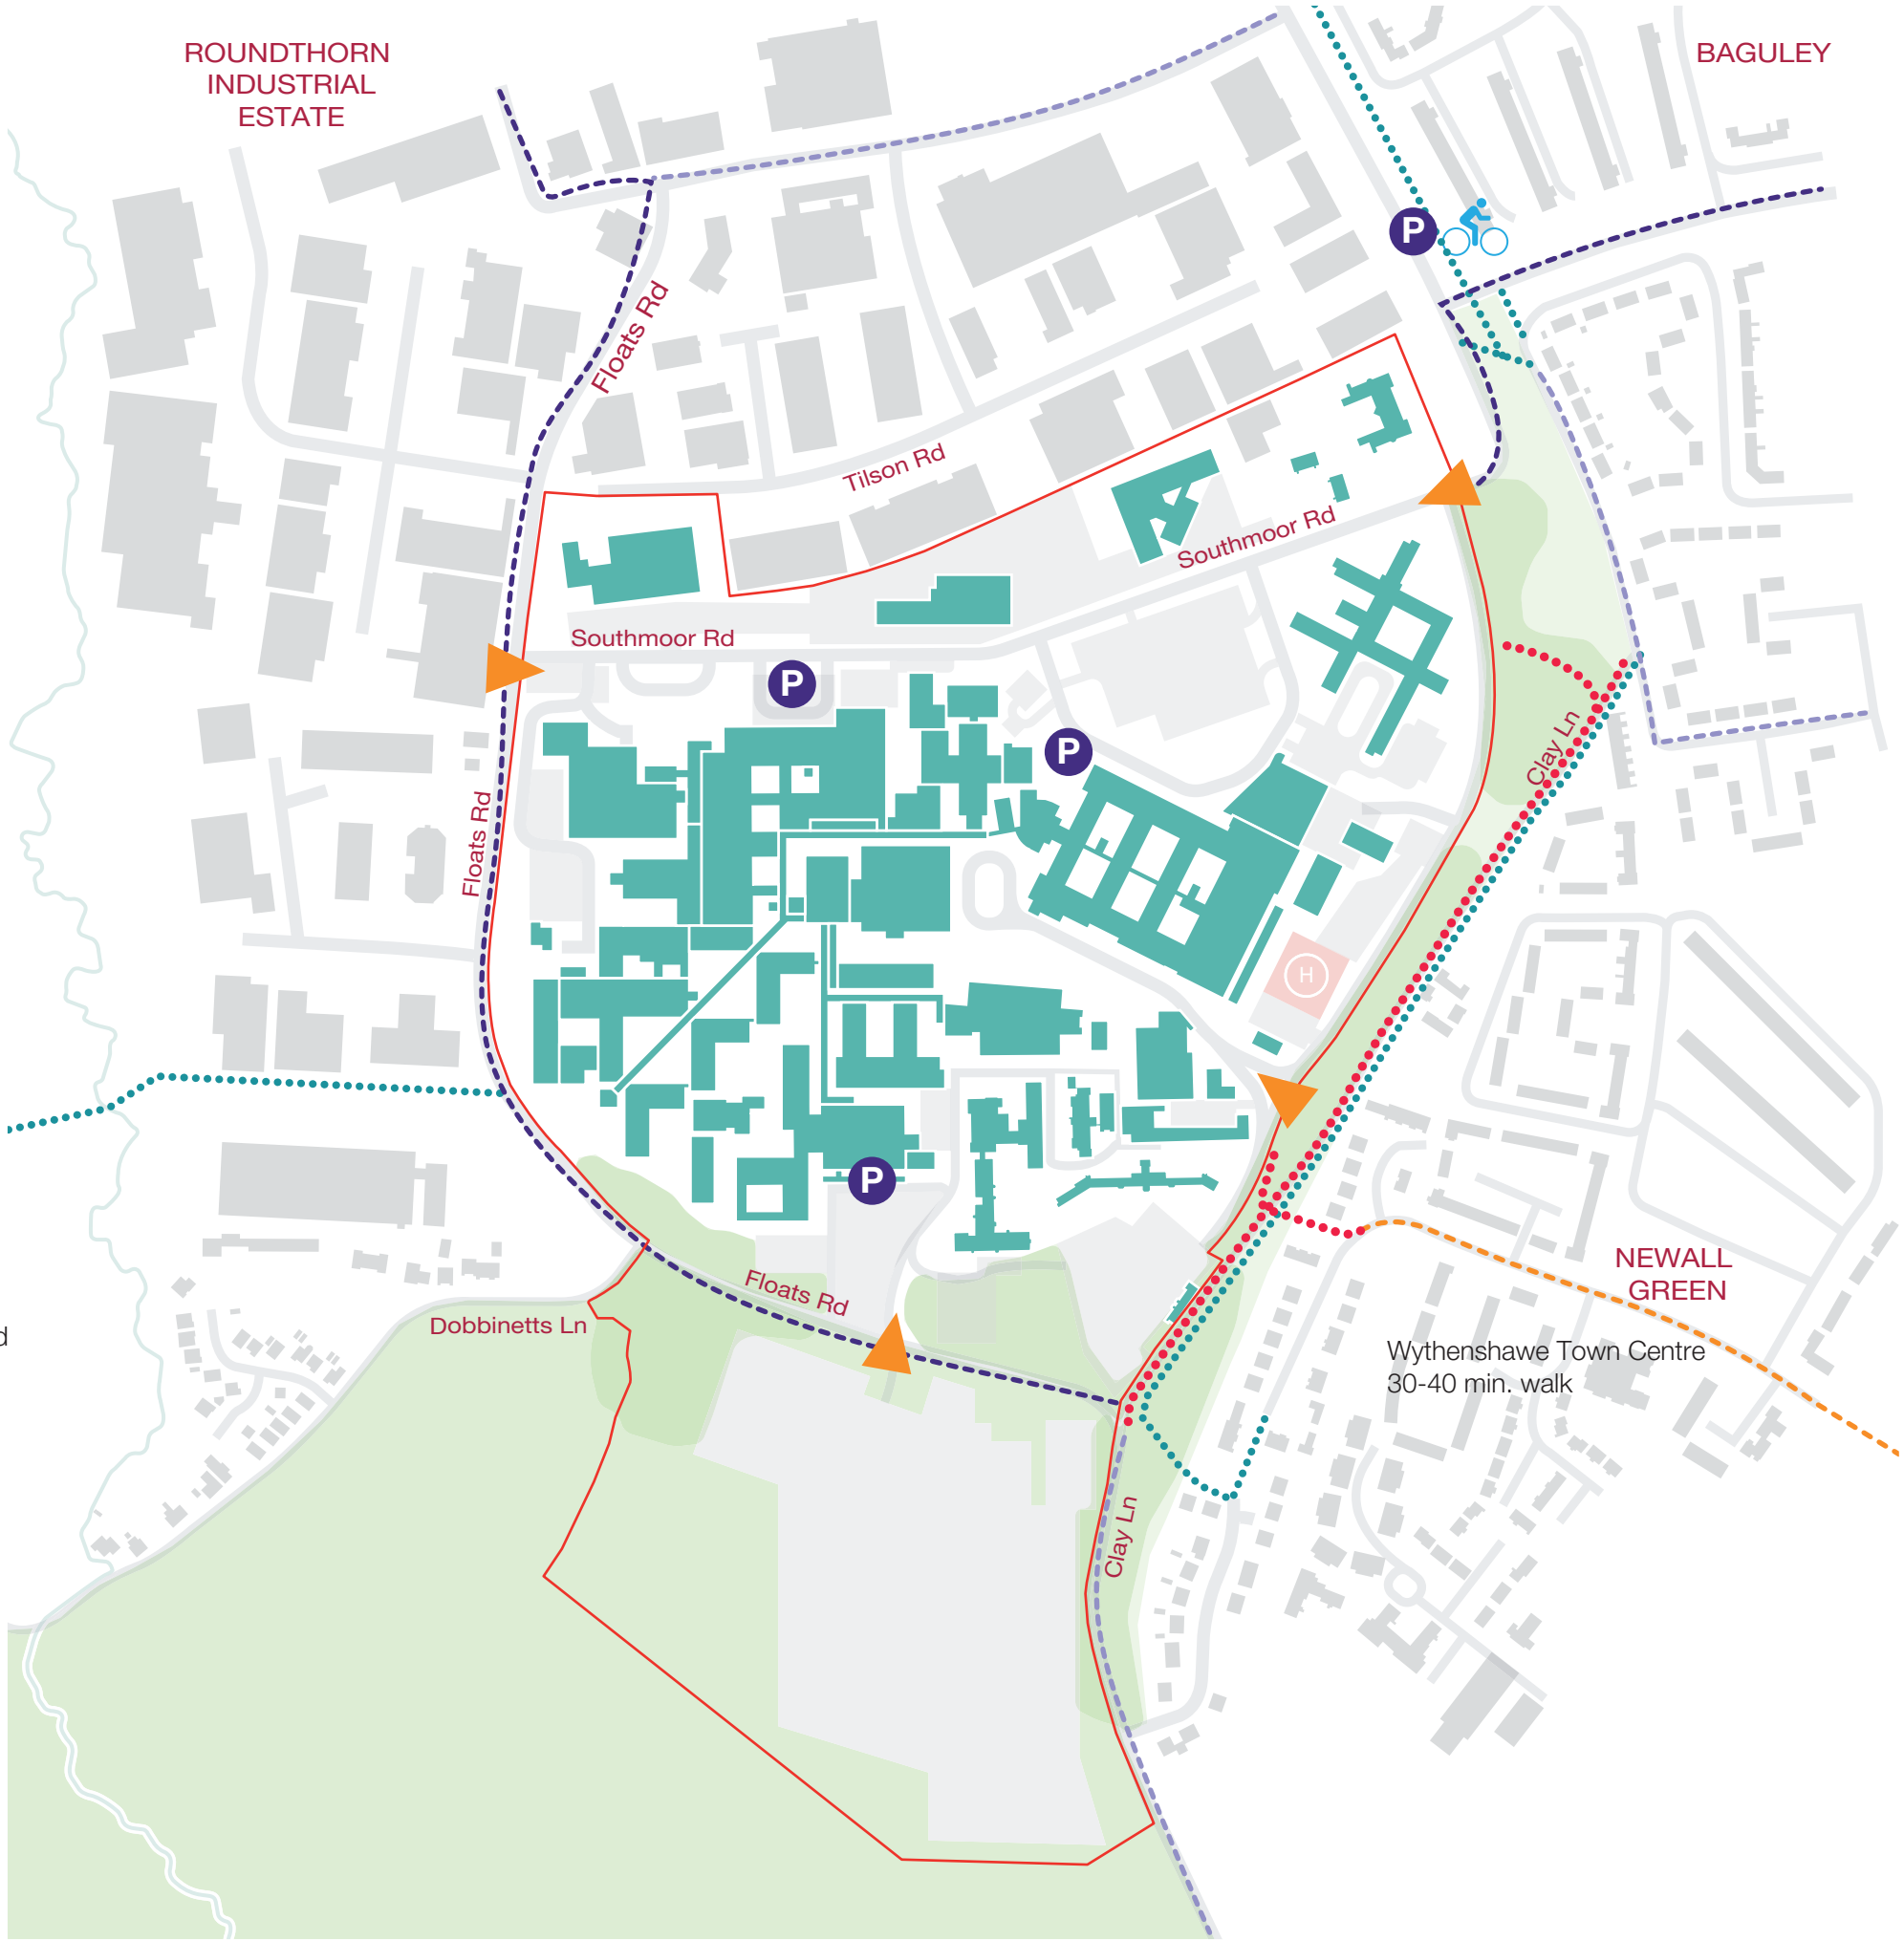 ROUNDTHORN
INDUSTRIAL
ESTATE
BAGULEY
P
Floats Rd
Tilson Rd
Southmoor Rd
Southmoor Rd
P
P
Clay Ln
Floats Rd
H
P
NEWALL
GREEN
Floats Rd
Dobbinetts Ln
d
Wythenshawe Town Centre
30-40 min. walk
Clay Ln